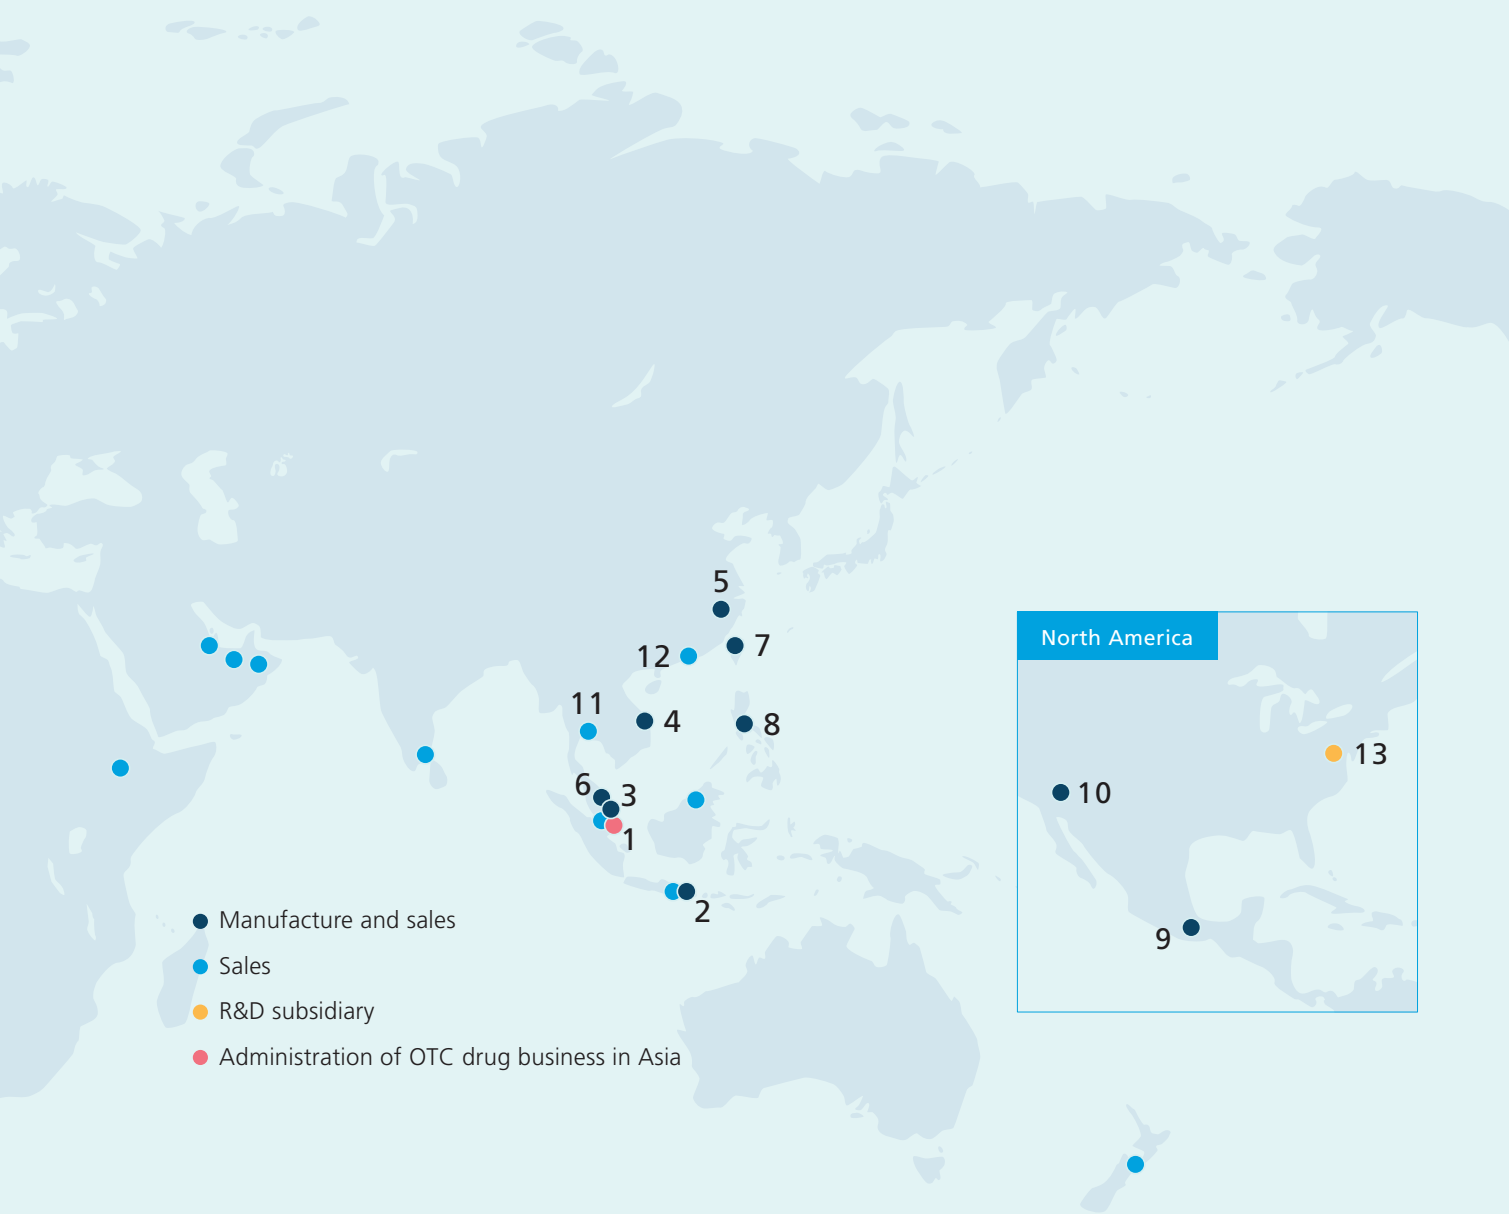 5
7
12
11
4
8
6
3
1
2
North America
13
10
9
Manufacture and sales
Sales
R&D subsidiary
Administration of OTC drug business in Asia